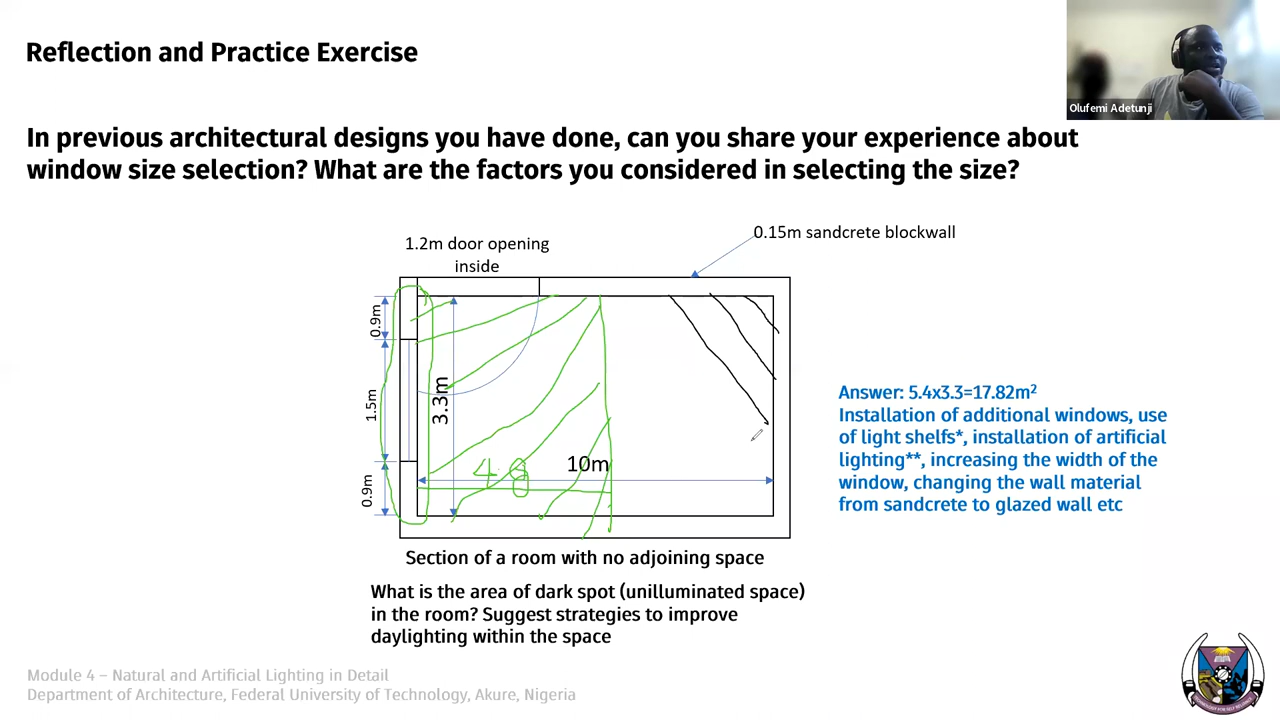 Reflection and Practice Exercise
Olufemi Adetunji
In previous architectural designs you have done, can you share your experience about
window size selection? What are the factors you considered in selecting the size?
0.15m sandcrete blockwall
1.2m door opening
inside
0.9m
1.5m
3.3m
0.9m
4.8
10m
Answer: 5.4x3.3=17.82m²
Installation of additional windows, use
of light shelfs*, installation of artificial
lighting**, increasing the width of the
window, changing the wall material
from sandcrete to glazed wall etc
Section of a room with no adjoining space
What is the area of dark spot (unilluminated space)
in the room? Suggest strategies to improve
daylighting within the space
Module 4 – Natural and Artificial Lighting in Detail
Department of Architecture, Federal University of Technology, Akure, Nigeria